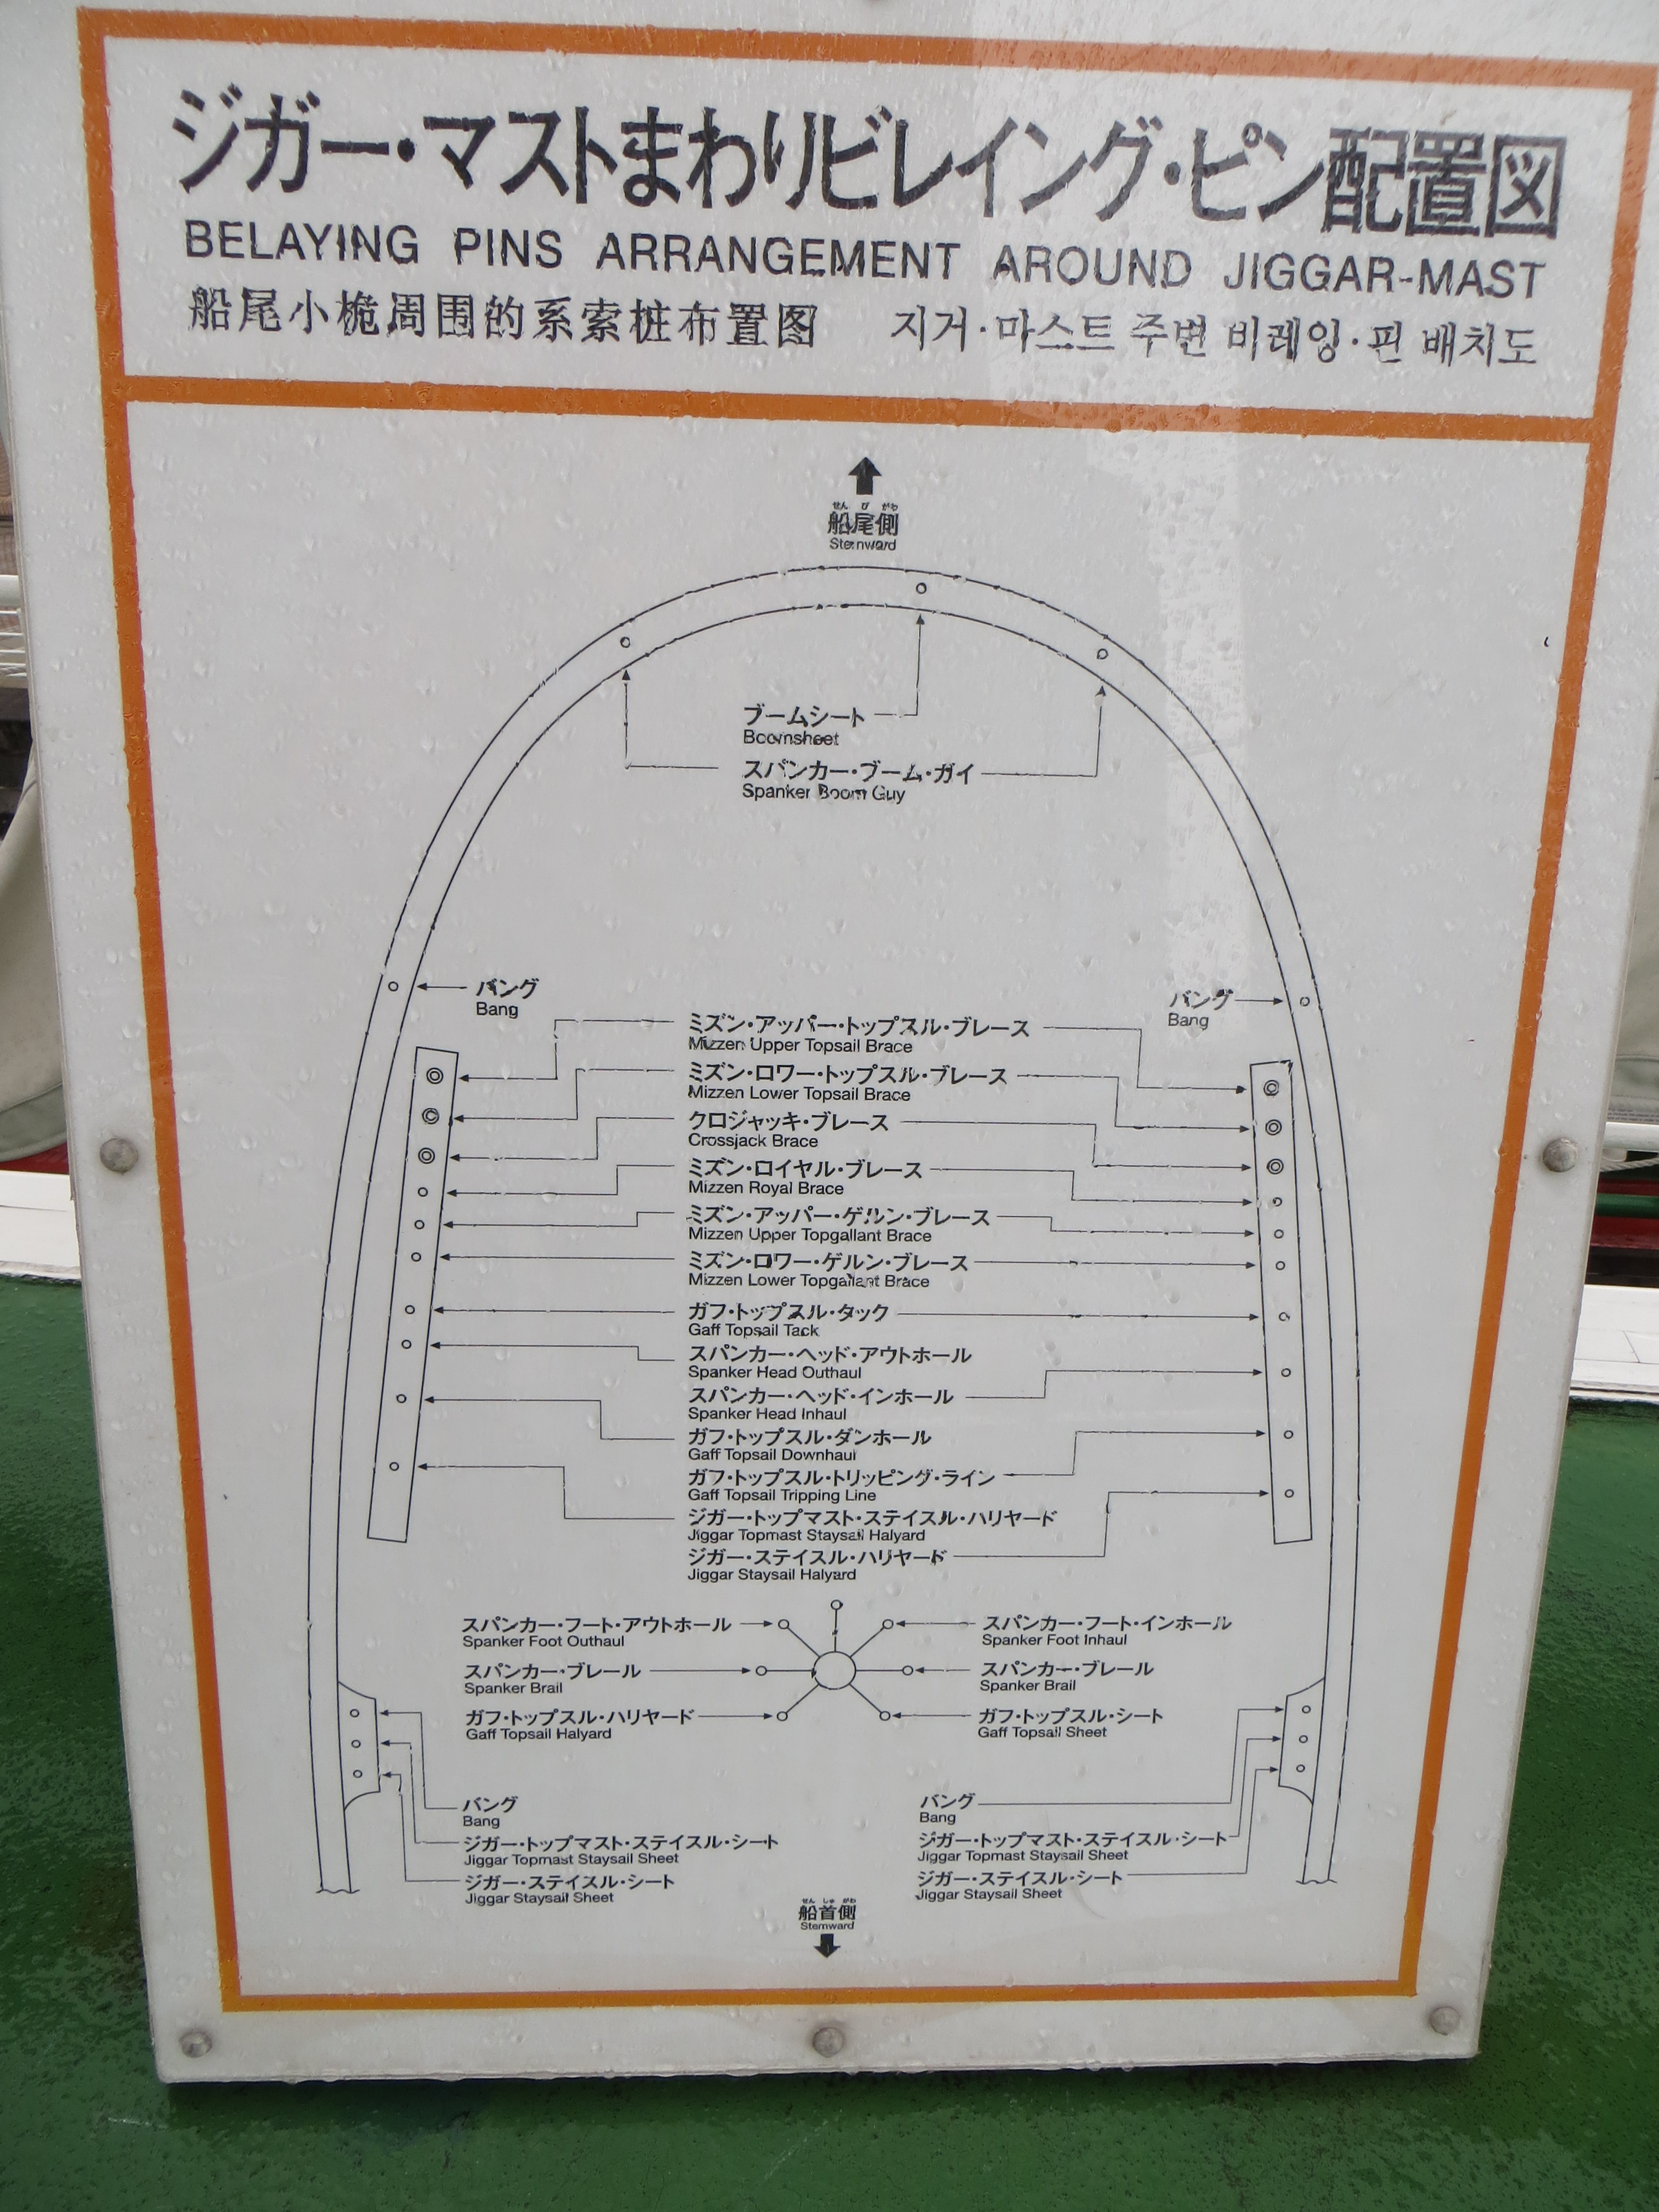 ジガー・マストまわりビレイング・ピン配置図
BELAYING PINS ARRANGEMENT AROUND JIGGAR-MAST
船尾小桅周围的系索桩布置图 지거·마스트 주변 비레잉·핀 배치도
せん び がわ
船尾側
Sternward
ブームシート
Boomsheet
スパンカー・ブーム・ガイ
Spanker Boom Guy
バング バング
Bang Bang
ミズン・アッパー・トップスル・ブレース
Mizzen Upper Topsail Brace
ミズン・ロワー・トップスル・ブレース
Mizzen Lower Topsail Brace
クロジャッキ・ブレース
Crossjack Brace
ミズン・ロイヤル・ブレース
Mizzen Royal Brace
ミズン・アッパー・ゲルン・ブレース
Mizzen Upper Topgallant Brace
ミズン・ロワー・ゲルン・ブレース
Mizzen Lower Topgallant Brace
ガフ・トップスル・タック
Gaff Topsail Tack
スパンカー・ヘッド・アウトホール
Spanker Head Outhaul
スパンカー・ヘッド・インホール
Spanker Head Inhaul
ガフ・トップスル・ダンホール
Gaff Topsail Downhaul
ガフ・トップスル・トリッピング・ライン
Gaff Topsail Tripping Line
ジガー・トップマスト・ステイスル・ハリヤード
Jiggar Topmast Staysail Halyard
ジガー・ステイスル・ハリヤード
Jiggar Staysail Halyard
スパンカー・フート・アウトホール スパンカー・フート・インホール
Spanker Foot Outhaul Spanker Foot Inhaul
スパンカー・ブレール スパンカー・ブレール
Spanker Brail Spanker Brail
ガフ・トップスル・ハリヤード ガフ・トップスル・シート
Gaff Topsail Halyard Gaff Topsail Sheet
バング バング
Bang Bang
ジガー・トップマスト・ステイスル・シート ジガー・トップマスト・ステイスル・シート
Jiggar Topmast Staysail Sheet Jiggar Topmast Staysail Sheet
ジガー・ステイスル・シート ジガー・ステイスル・シート
Jiggar Staysail Sheet Jiggar Staysail Sheet
せん しゅ がわ
船首側
Stemward